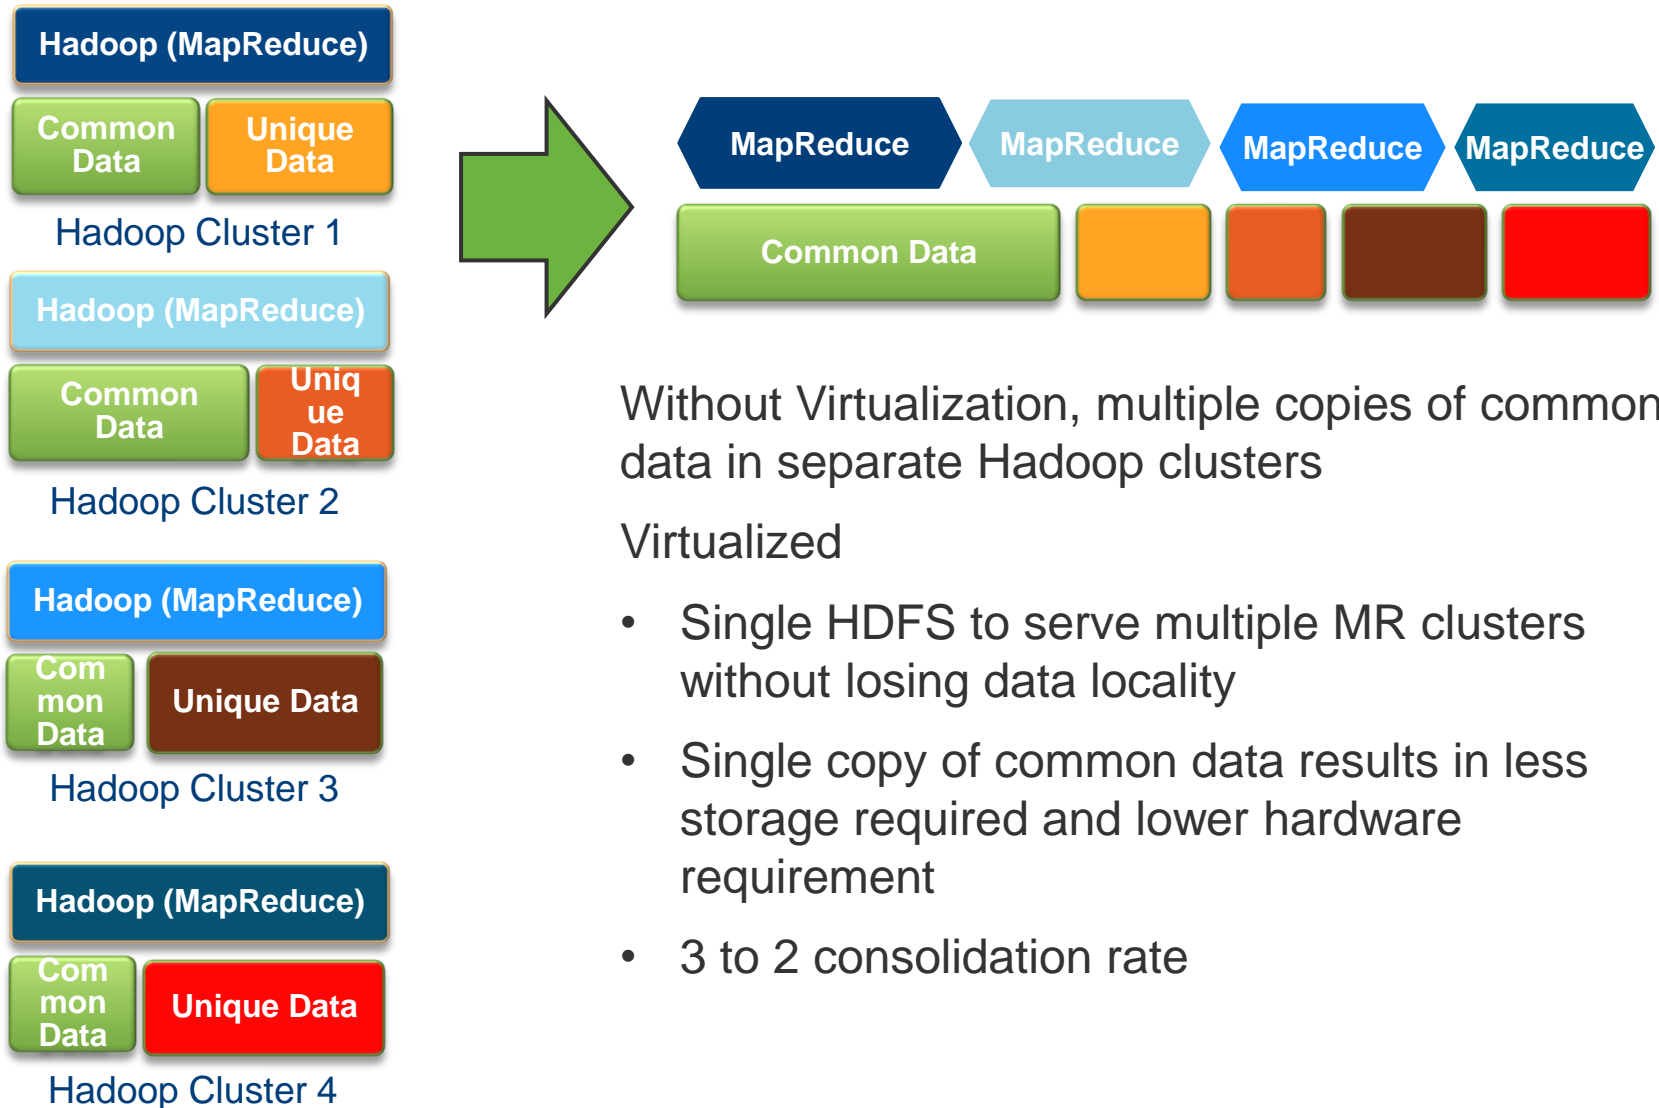 Hadoop (MapReduce)
Common
Data
Unique
Data
Hadoop Cluster 1
Hadoop (MapReduce)
Common
Data
Uniq
ue
Data
Hadoop Cluster 2
Hadoop (MapReduce)
Com
mon
Data
Unique Data
Hadoop Cluster 3
Hadoop (MapReduce)
Com
mon
Data
Unique Data
Hadoop Cluster 4
MapReduce
MapReduce
MapReduce
MapReduce
Common Data
Without Virtualization, multiple copies of common
data in separate Hadoop clusters
Virtualized
• Single HDFS to serve multiple MR clusters
without losing data locality
• Single copy of common data results in less
storage required and lower hardware
requirement
• 3 to 2 consolidation rate